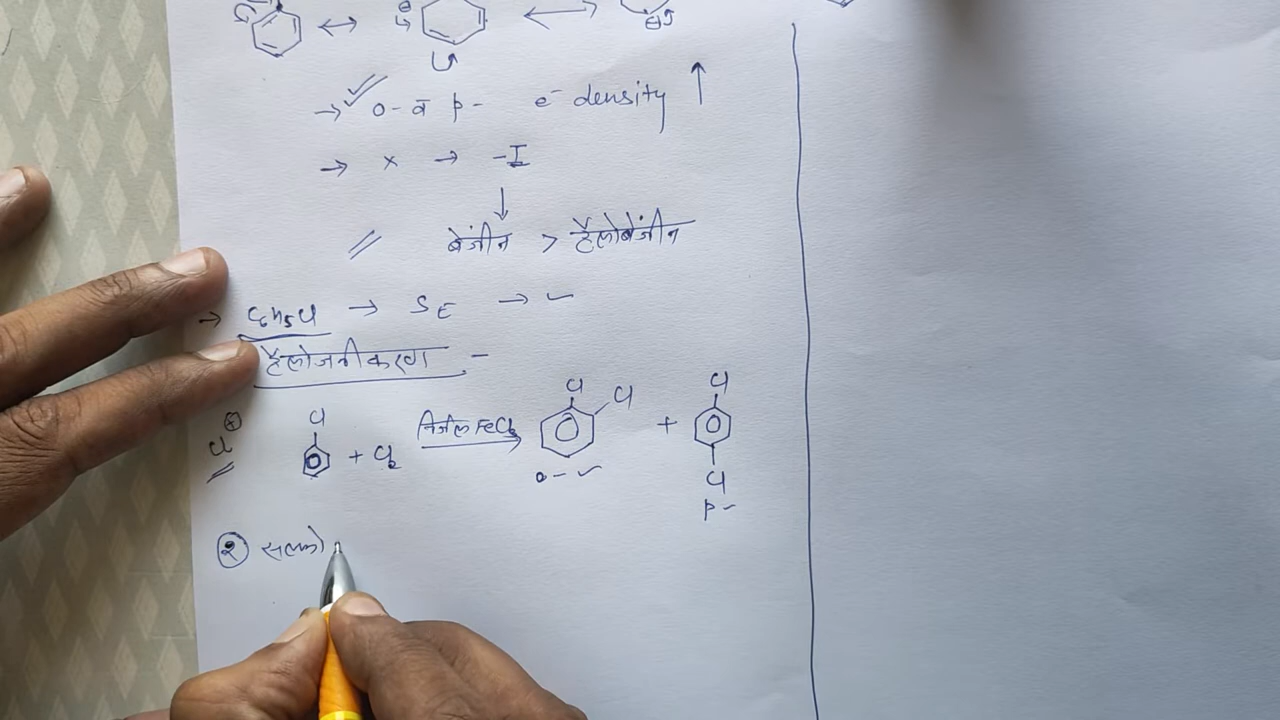 → o- व p- e⁻ density ↑
→ x → -I
↓
बेंजीन > हैलोबेंजीन
→ C₆H₅Cl → SE → ✓
हैलोजनीकरण -
Cl⊕ Cl + Cl₂ निर्जल FeCl₃ Cl Cl + Cl
o- ✓ Cl
p-
② सल्फो